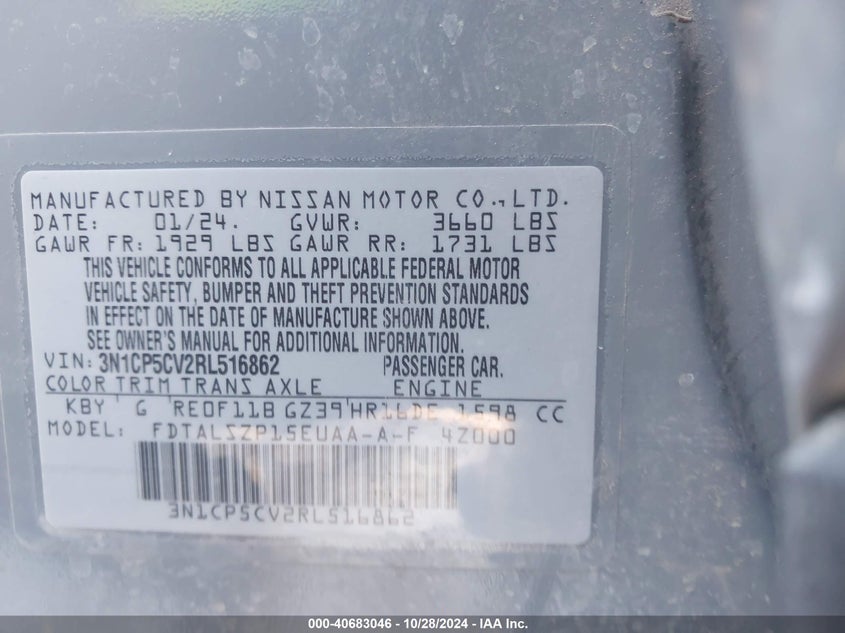 MANUFACTURED BY NISSAN MOTOR CO., LTD.
DATE: 01/24. GVWR: 3660 LBS
GAWR FR: 1929 LBS GAWR RR: 1731 LBS
THIS VEHICLE CONFORMS TO ALL APPLICABLE FEDERAL MOTOR
VEHICLE SAFETY, BUMPER AND THEFT PREVENTION STANDARDS
IN EFFECT ON THE DATE OF MANUFACTURE SHOWN ABOVE.
SEE OWNER'S MANUAL FOR ADDITIONAL INFORMATION.
VIN: 3N1CP5CV2RL516862 PASSENGER CAR.
COLOR TRIM TRANS AXLE ENGINE
KBY G RE0F11B GZ39 HR16DE 1598 CC
MODEL: FDTALSZP15EUAA-A-F 4Z000
3N1CP5CV2RL516862
000-40683046 - 10/28/2024 - IAA Inc.